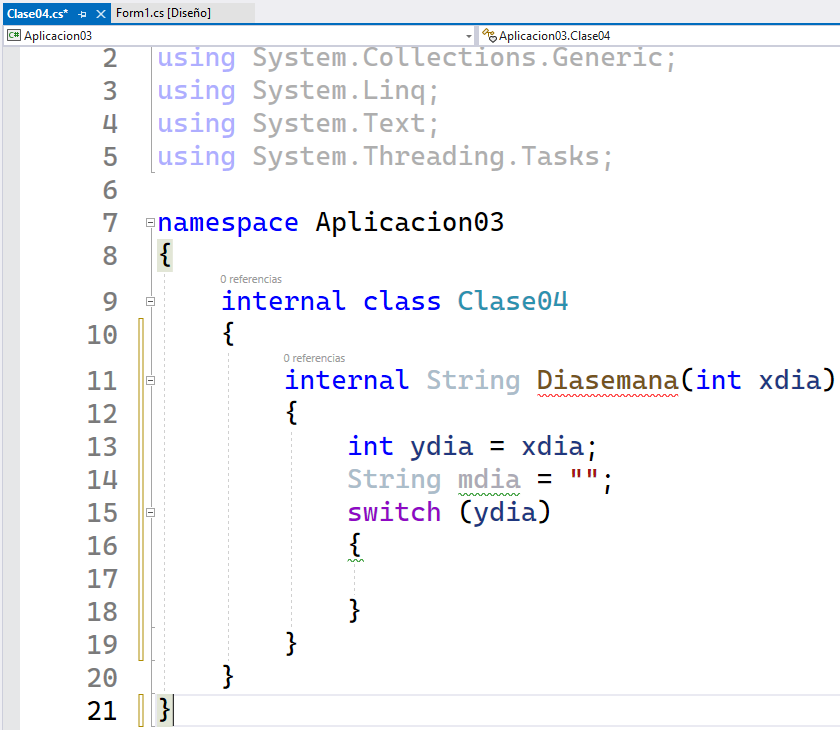 Clase04.cs* Form1.cs [Diseño]
Aplicacion03 Aplicacion03.Clase04
2 using System.Collections.Generic;
3 using System.Linq;
4 using System.Text;
5 using System.Threading.Tasks;
6
7 namespace Aplicacion03
8 {
0 referencias
9 internal class Clase04
10 {
0 referencias
11 internal String Diasemana(int xdia)
12 {
13 int ydia = xdia;
14 String mdia = "";
15 switch (ydia)
16 {
17
18 }
19 }
20 }
21 }